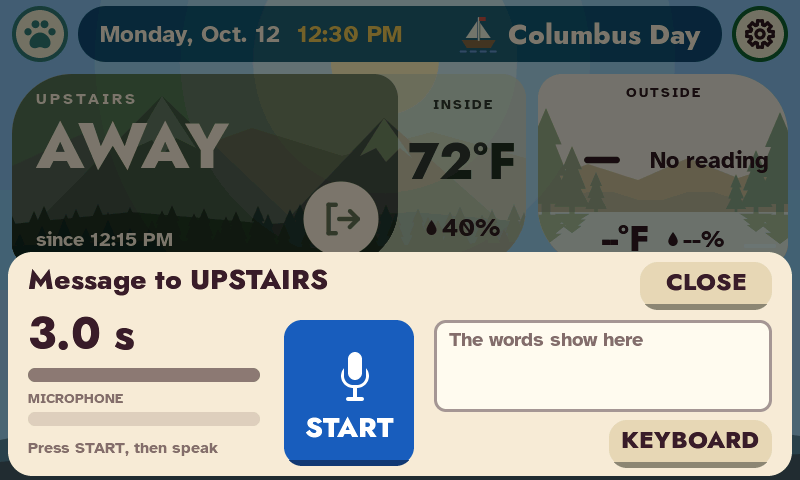 Monday, Oct. 12 12:30 PM Columbus Day
UPSTAIRS
AWAY
since 12:15 PM
INSIDE
72°F
40%
OUTSIDE
— No reading
--°F --%
Message to UPSTAIRS
CLOSE
3.0 s
MICROPHONE
Press START, then speak
START
The words show here
KEYBOARD